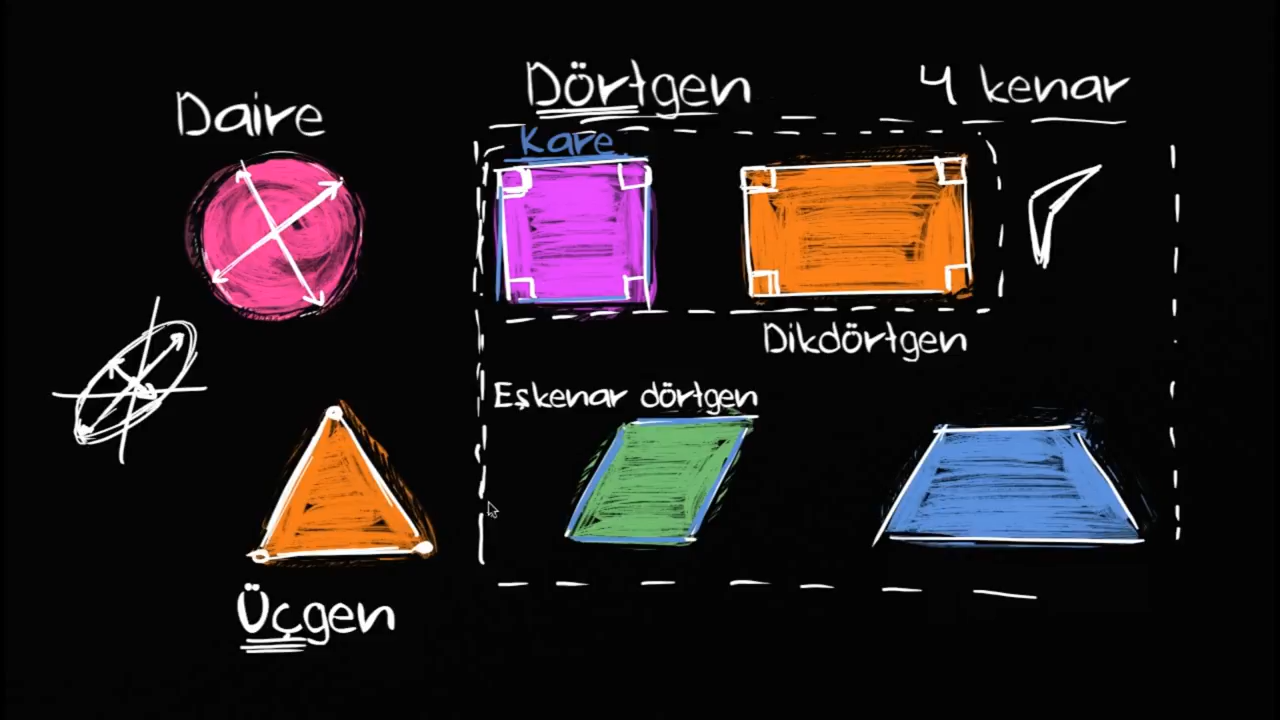 Daire
Dörtgen
4 kenar
Kare
Dikdörtgen
Eşkenar dörtgen
Üçgen